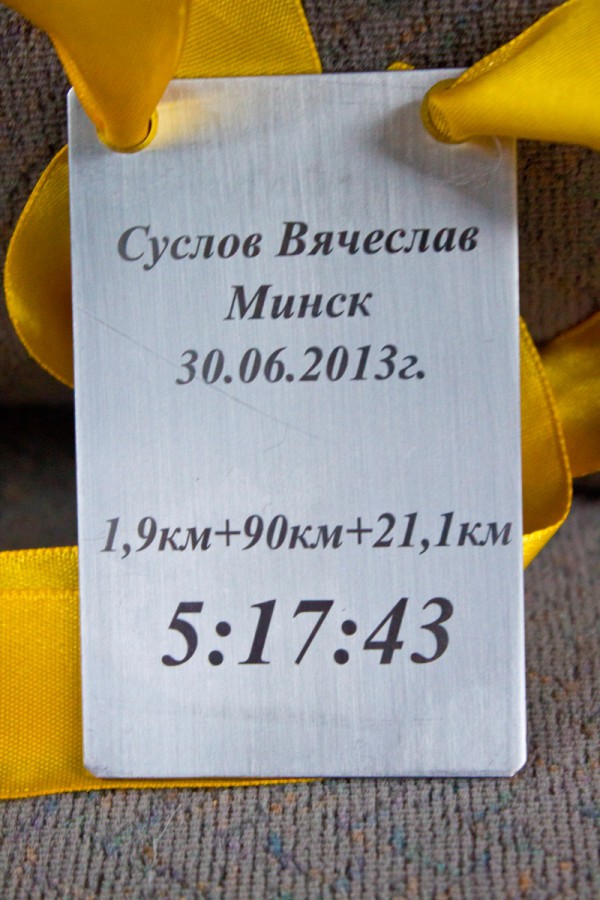 Суслов Вячеслав
Минск
30.06.2013г.
1,9км+90км+21,1км
5:17:43